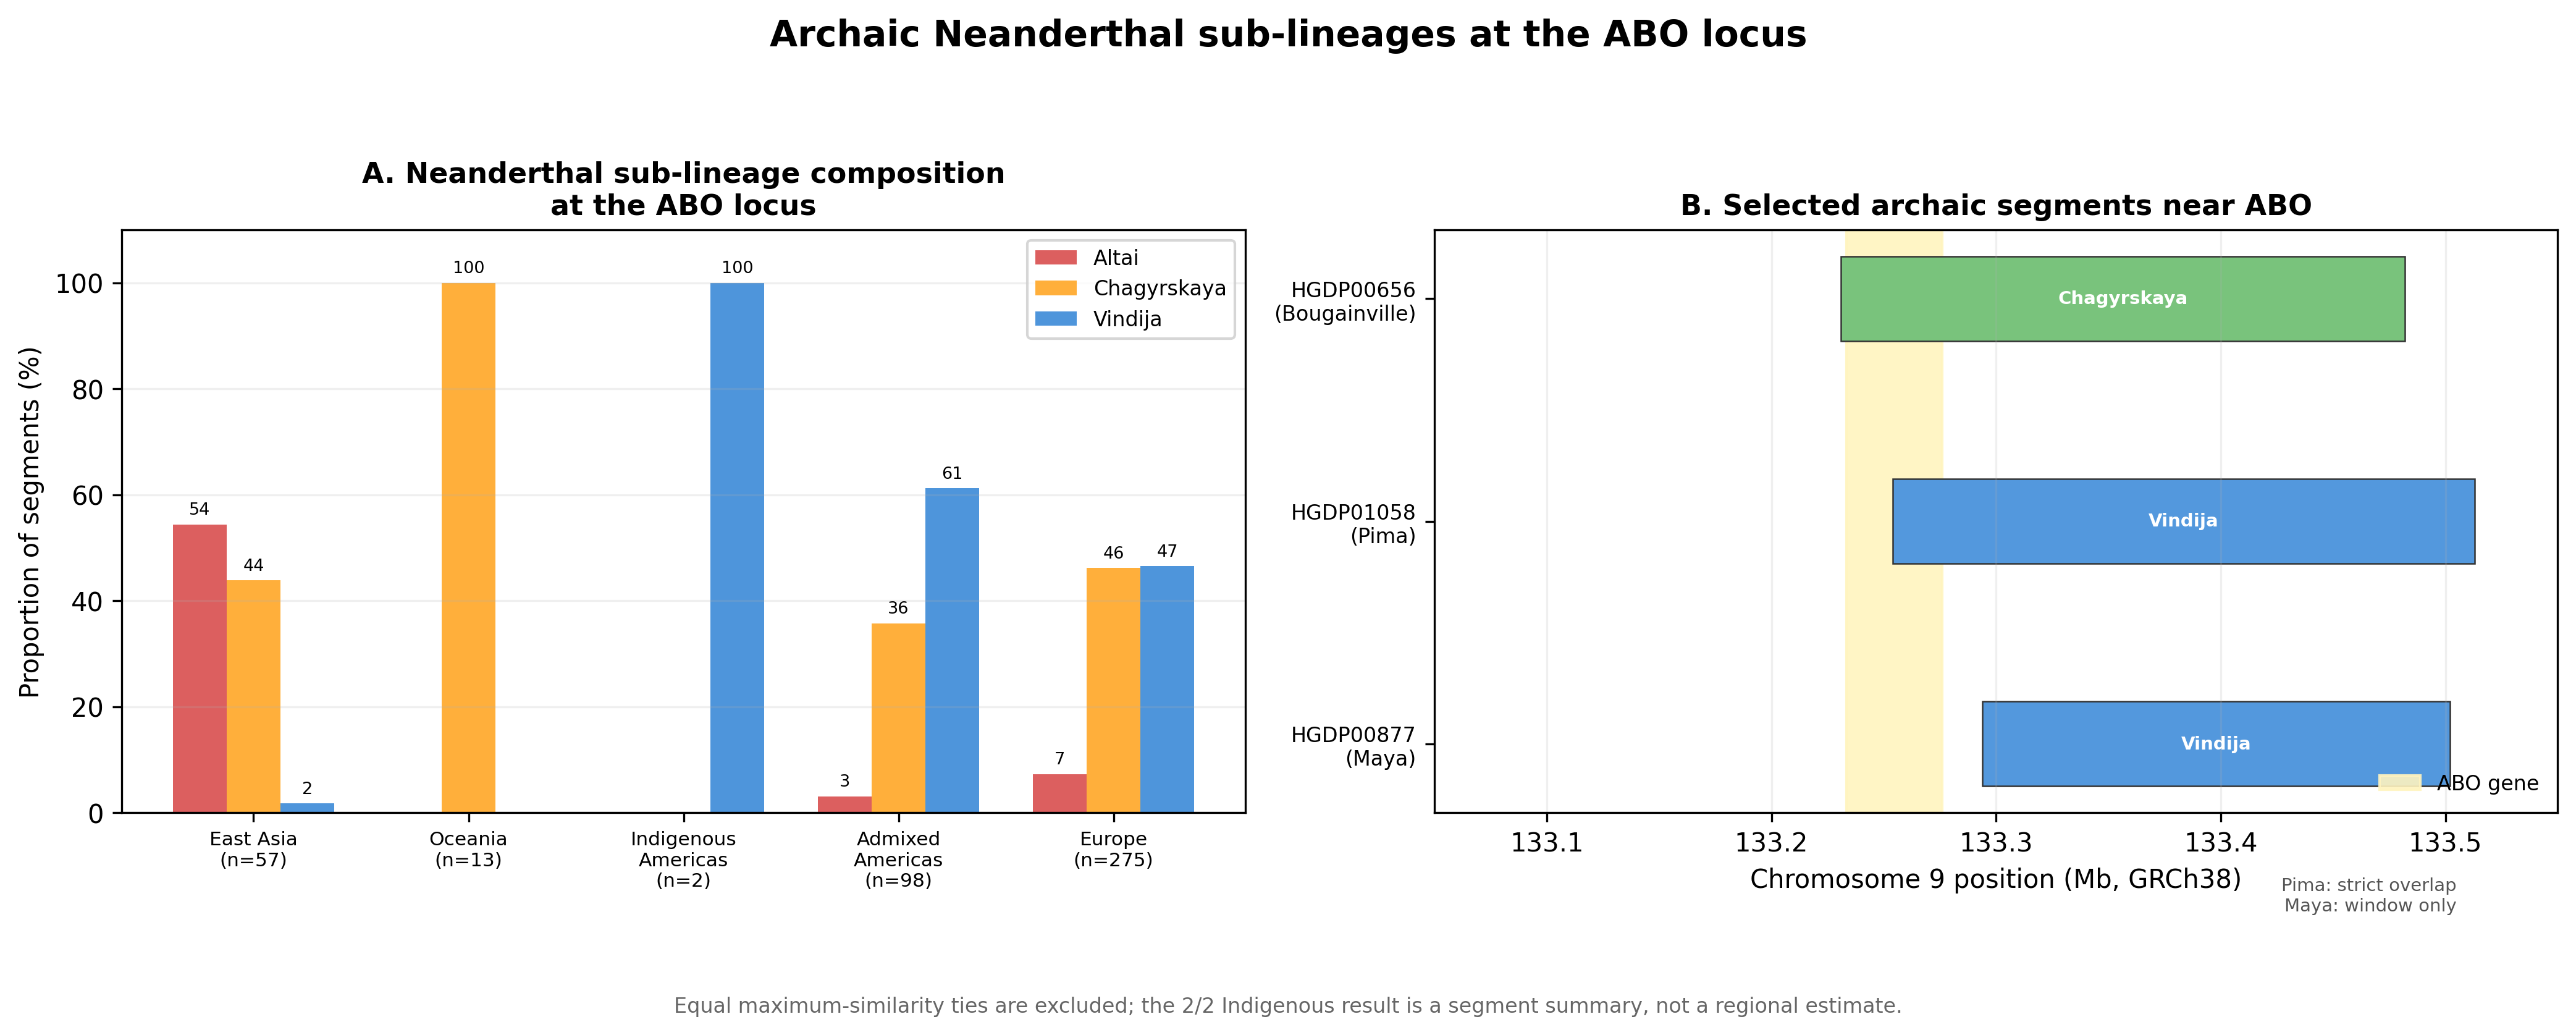 Archaic Neanderthal sub-lineages at the ABO locus
A. Neanderthal sub-lineage composition
at the ABO locus
Proportion of segments (%)
100
80
60
40
20
0
54
44
2
100
100
3
36
61
7
46
47
Altai
Chagyrskaya
Vindija
East Asia
(n=57)
Oceania
(n=13)
Indigenous
Americas
(n=2)
Admixed
Americas
(n=98)
Europe
(n=275)
B. Selected archaic segments near ABO
HGDP00656
(Bougainville)
Chagyrskaya
HGDP01058
(Pima)
Vindija
HGDP00877
(Maya)
Vindija
ABO gene
133.1
133.2
133.3
133.4
133.5
Chromosome 9 position (Mb, GRCh38)
Pima: strict overlap
Maya: window only
Equal maximum-similarity ties are excluded; the 2/2 Indigenous result is a segment summary, not a regional estimate.